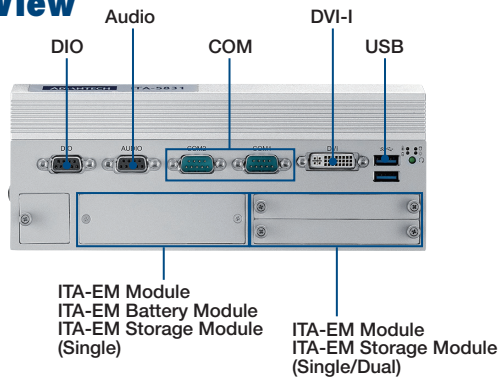 View
Audio
DVI-I
DIO
COM
USB
ADVANTECH ITA-5831
DIO
AUDIO
COM2
COM1
DVI
ITA-EM Module
ITA-EM Battery Module
ITA-EM Storage Module
(Single)
ITA-EM Module
ITA-EM Storage Module
(Single/Dual)